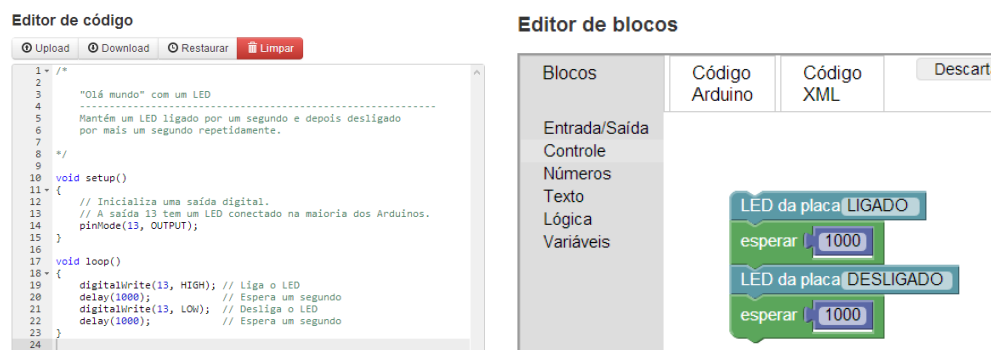 Editor de código
Upload Download Restaurar Limpar
1 /*
2
3 "Olá mundo" com um LED
4 ------------------------------------------------------------
5 Mantém um LED ligado por um segundo e depois desligado
6 por mais um segundo repetidamente.
7
8 */
9
10 void setup()
11 {
12 // Inicializa uma saída digital.
13 // A saída 13 tem um LED conectado na maioria dos Arduinos.
14 pinMode(13, OUTPUT);
15 }
16
17 void loop()
18 {
19 digitalWrite(13, HIGH); // Liga o LED
20 delay(1000); // Espera um segundo
21 digitalWrite(13, LOW); // Desliga o LED
22 delay(1000); // Espera um segundo
23 }
24
Editor de blocos
Blocos
Entrada/Saída
Controle
Números
Texto
Lógica
Variáveis
Código
Arduino
Código
XML
Descart
LED da placa LIGADO
esperar 1000
LED da placa DESLIGADO
esperar 1000